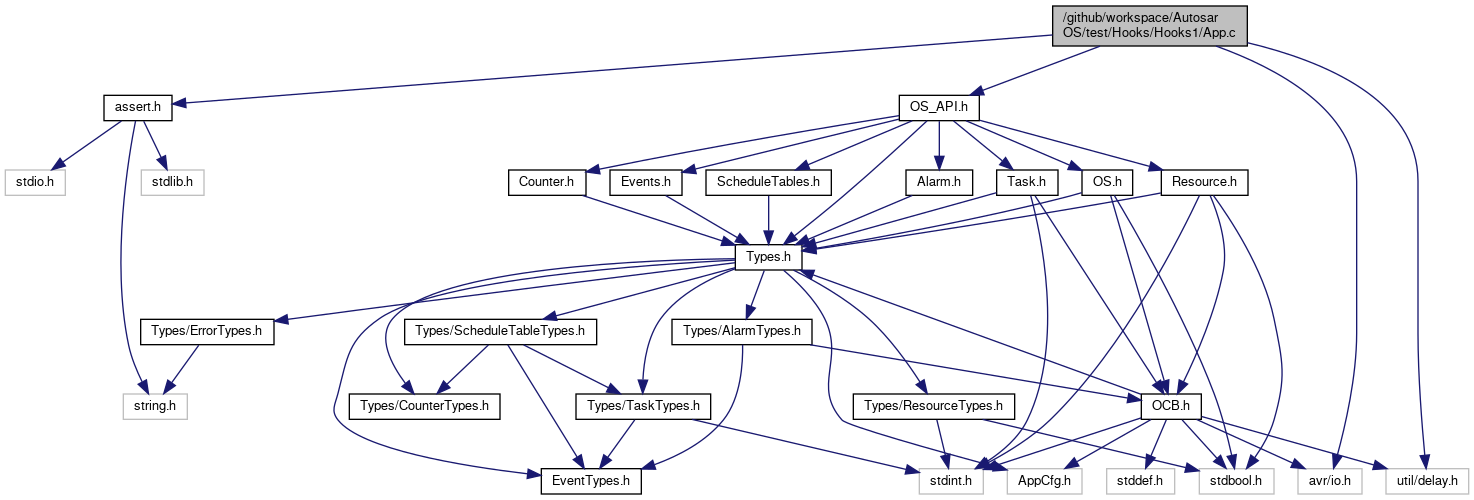 /github/workspace/Autosar
OS/test/Hooks/Hooks1/App.c
assert.h
OS_API.h
stdio.h
stdlib.h
Counter.h
Events.h
ScheduleTables.h
Alarm.h
Task.h
OS.h
Resource.h
Types.h
Types/ErrorTypes.h
Types/ScheduleTableTypes.h
Types/AlarmTypes.h
string.h
Types/CounterTypes.h
Types/TaskTypes.h
Types/ResourceTypes.h
OCB.h
EventTypes.h
stdint.h
AppCfg.h
stddef.h
stdbool.h
avr/io.h
util/delay.h